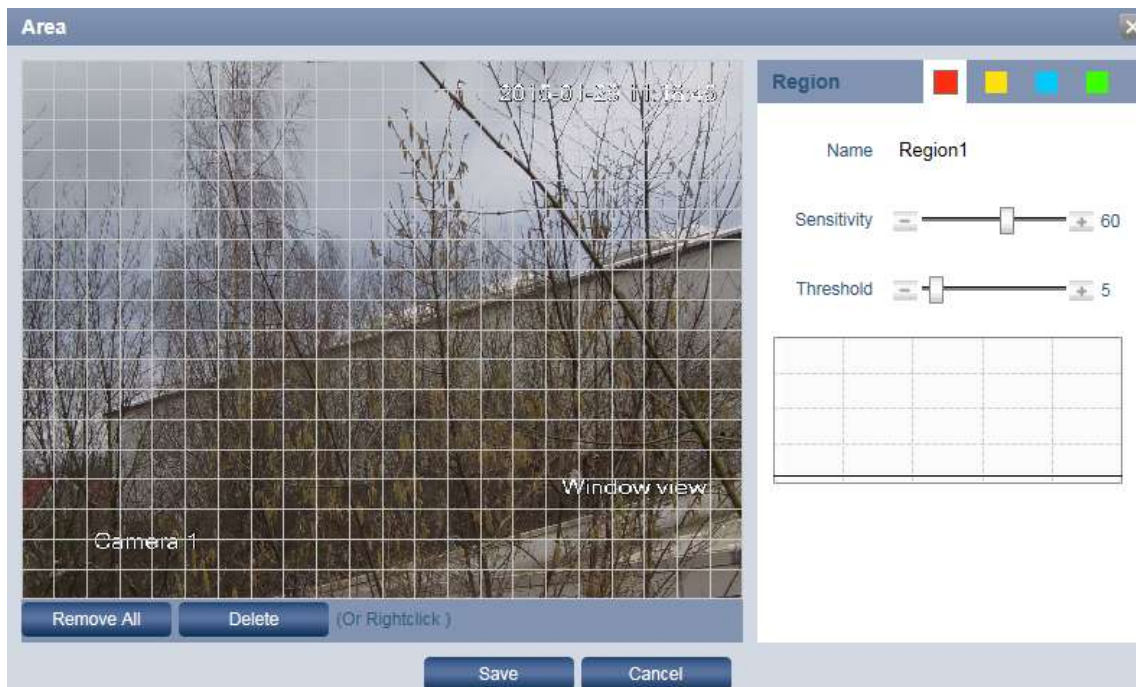 Area
Region
Name Region1
Sensitivity 60
Threshold 5
Window view
Camera 1
Remove All Delete (Or Rightclick )
Save Cancel